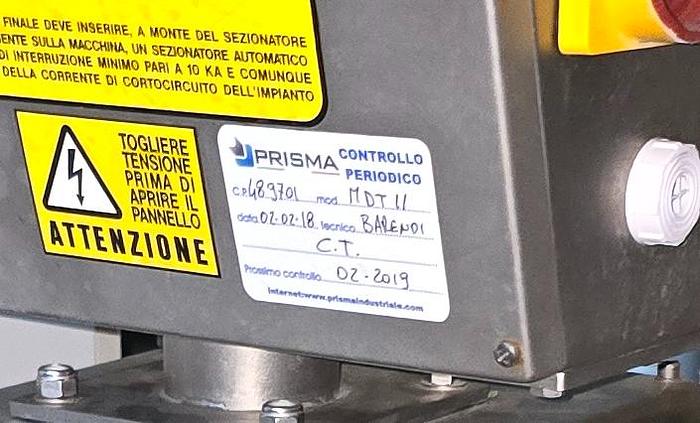 FINALE DEVE INSERIRE, A MONTE DEL SEZIONATORE
ENTE SULLA MACCHINA, UN SEZIONATORE AUTOMATICO
DI INTERRUZIONE MINIMO PARI A 10 KA E COMUNQUE
DELLA CORRENTE DI CORTOCIRCUITO DELL'IMPIANTO
TOGLIERE
TENSIONE
PRIMA DI
APRIRE IL
PANNELLO
ATTENZIONE
PRISMA CONTROLLO
PERIODICO
C.P. 489701 mod. MDT II
data 02-02-18 tecnico BARENDI
C.T.
Prossimo controllo 02-2019
Internet:www.prismaindustriale.com